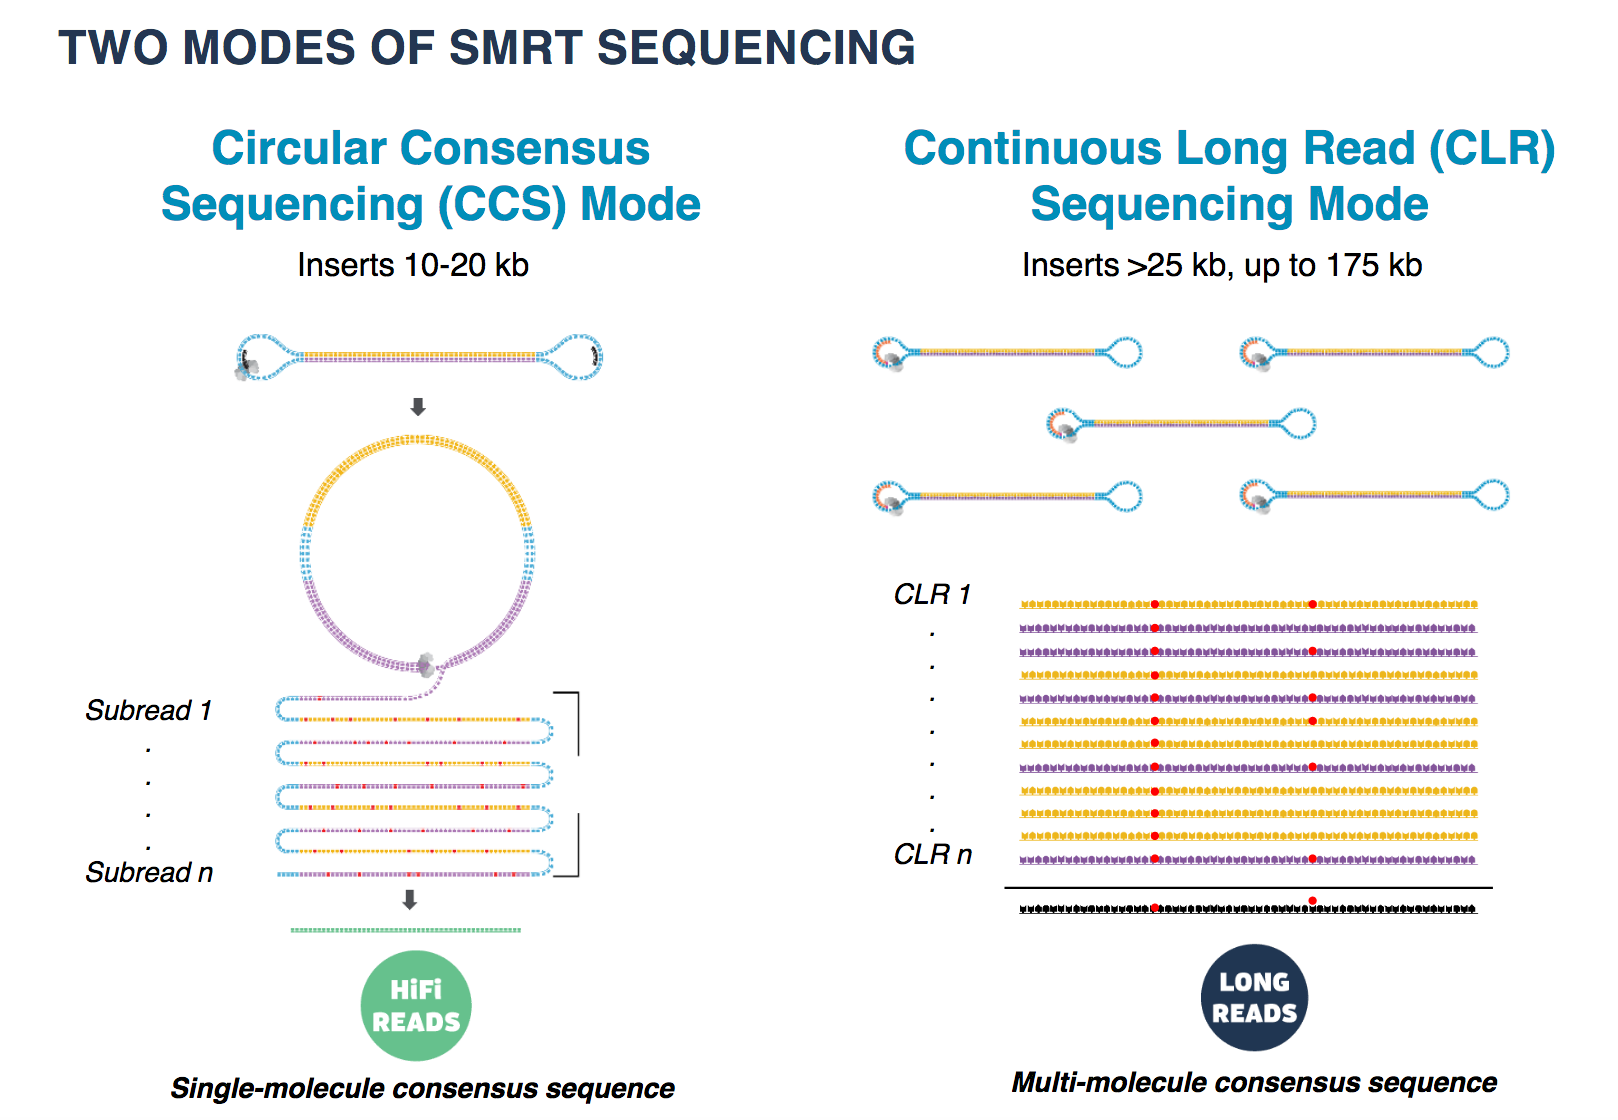 TWO MODES OF SMRT SEQUENCING
Circular Consensus
Sequencing (CCS) Mode
Inserts 10-20 kb
Subread 1
.
.
.
.
Subread n
HiFi
READS
Single-molecule consensus sequence
Continuous Long Read (CLR)
Sequencing Mode
Inserts >25 kb, up to 175 kb
CLR 1
.
.
.
.
.
.
.
CLR n
LONG
READS
Multi-molecule consensus sequence